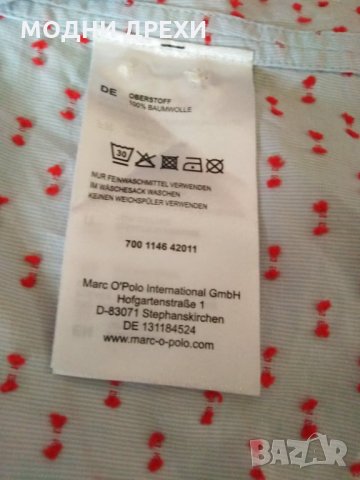 МОДНИ ДРЕХИ
DE OBERSTOFF
100% BAUMWOLLE
30
NUR FEINWASCHMITTEL VERWENDEN
IM WÄSCHESACK WASCHEN
KEINEN WEICHSPÜLER VERWENDEN
700 1146 42011
Marc O'Polo International GmbH
Hofgartenstraße 1
D-83071 Stephanskirchen
DE 131184524
www.marc-o-polo.com
BAZAR